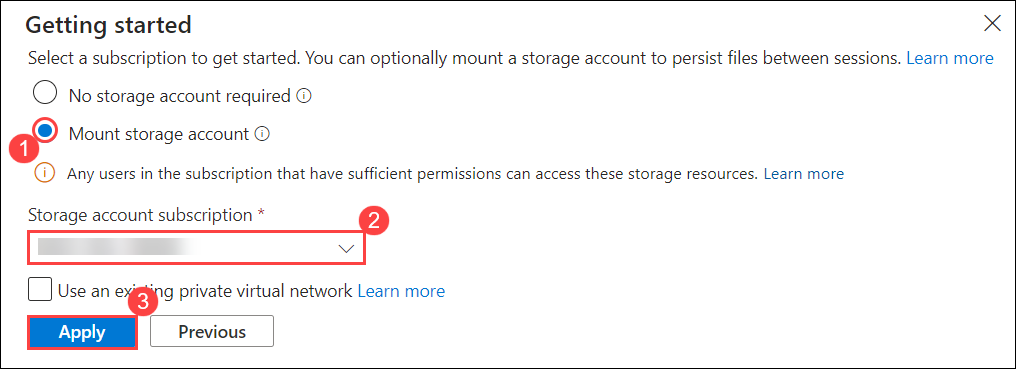 Getting started
Select a subscription to get started. You can optionally mount a storage account to persist files between sessions. Learn more
No storage account required
1 Mount storage account
Any users in the subscription that have sufficient permissions can access these storage resources. Learn more
Storage account subscription *
2
Use an existing private virtual network Learn more
3
Apply Previous